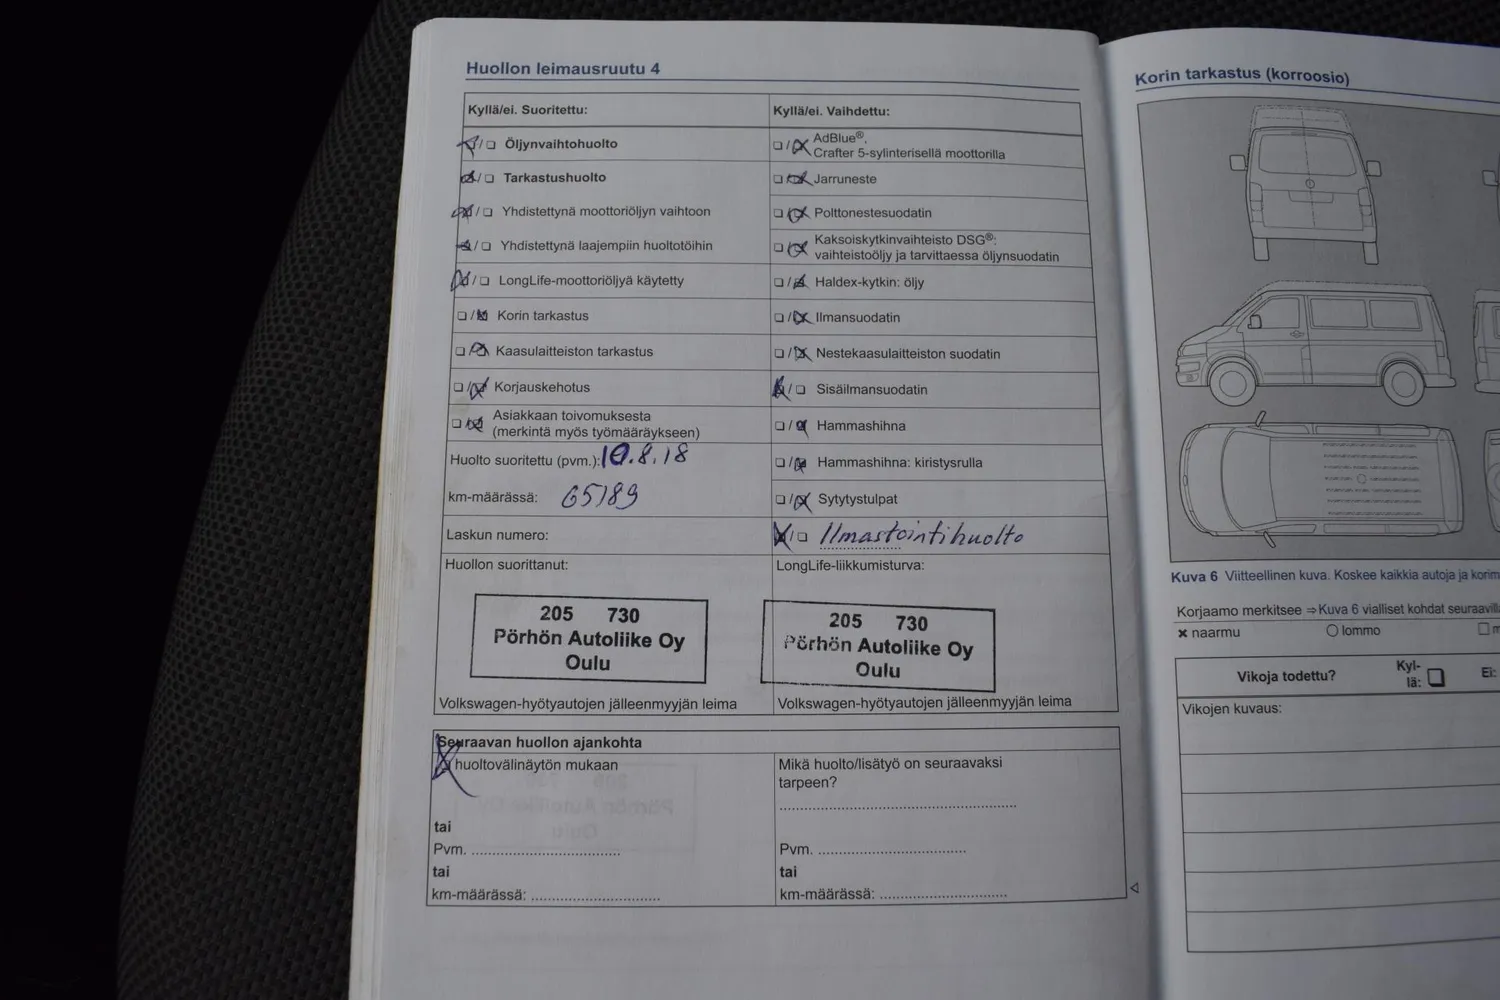 Huollon leimausruutu 4
Kyllä/ei. Suoritettu:
Öljynvaihtohuolto
Tarkastushuolto
Yhdistettynä moottoriöljyn vaihtoon
Yhdistettynä laajempiin huoltotöihin
LongLife-moottoriöljyä käytetty
Korin tarkastus
Kaasulaitteiston tarkastus
Korjauskehotus
Asiakkaan toivomuksesta
(merkintä myös työmääräykseen)
Huolto suoritettu (pvm.): 10.8.18
km-määrässä: 65189
Laskun numero:
Huollon suorittanut:
205 730
Pörhön Autoliike Oy
Oulu
Volkswagen-hyötyautojen jälleenmyyjän leima
Kyllä/ei. Vaihdettu:
AdBlue®,
Crafter 5-sylinterisellä moottorilla
Jarruneste
Polttonestesuodatin
Kaksoiskytkinvaihteisto DSG®:
vaihteistoöljy ja tarvittaessa öljynsuodatin
Haldex-kytkin: öljy
Ilmansuodatin
Nestekaasulaitteiston suodatin
Sisäilmansuodatin
Hammashihna
Hammashihna: kiristysrulla
Sytytystulpat
Ilmastointihuolto
LongLife-liikkumisturva:
205 730
Pörhön Autoliike Oy
Oulu
Volkswagen-hyötyautojen jälleenmyyjän leima
Seuraavan huollon ajankohta
huoltovälinäytön mukaan
tai
Pvm. ................................
tai
km-määrässä: ............................
Mikä huolto/lisätyö on seuraavaksi
tarpeen?
Pvm. ................................
tai
km-määrässä: ............................
Korin tarkastus (korroosio)
Kuva 6 Viitteellinen kuva. Koskee kaikkia autoja ja
Korjaamo merkitsee ⇒Kuva 6 vialliset kohdat
× naarmu
○ lommo
Vikoja todettu?
Kyl-
lä:
Ei:
Vikojen kuvaus: